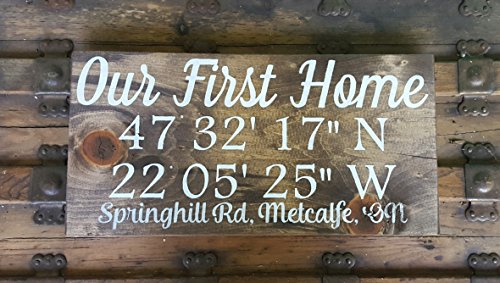 Our First Home
47 32' 17" N
22 05' 25" W
Springhill Rd, Metcalfe, ON